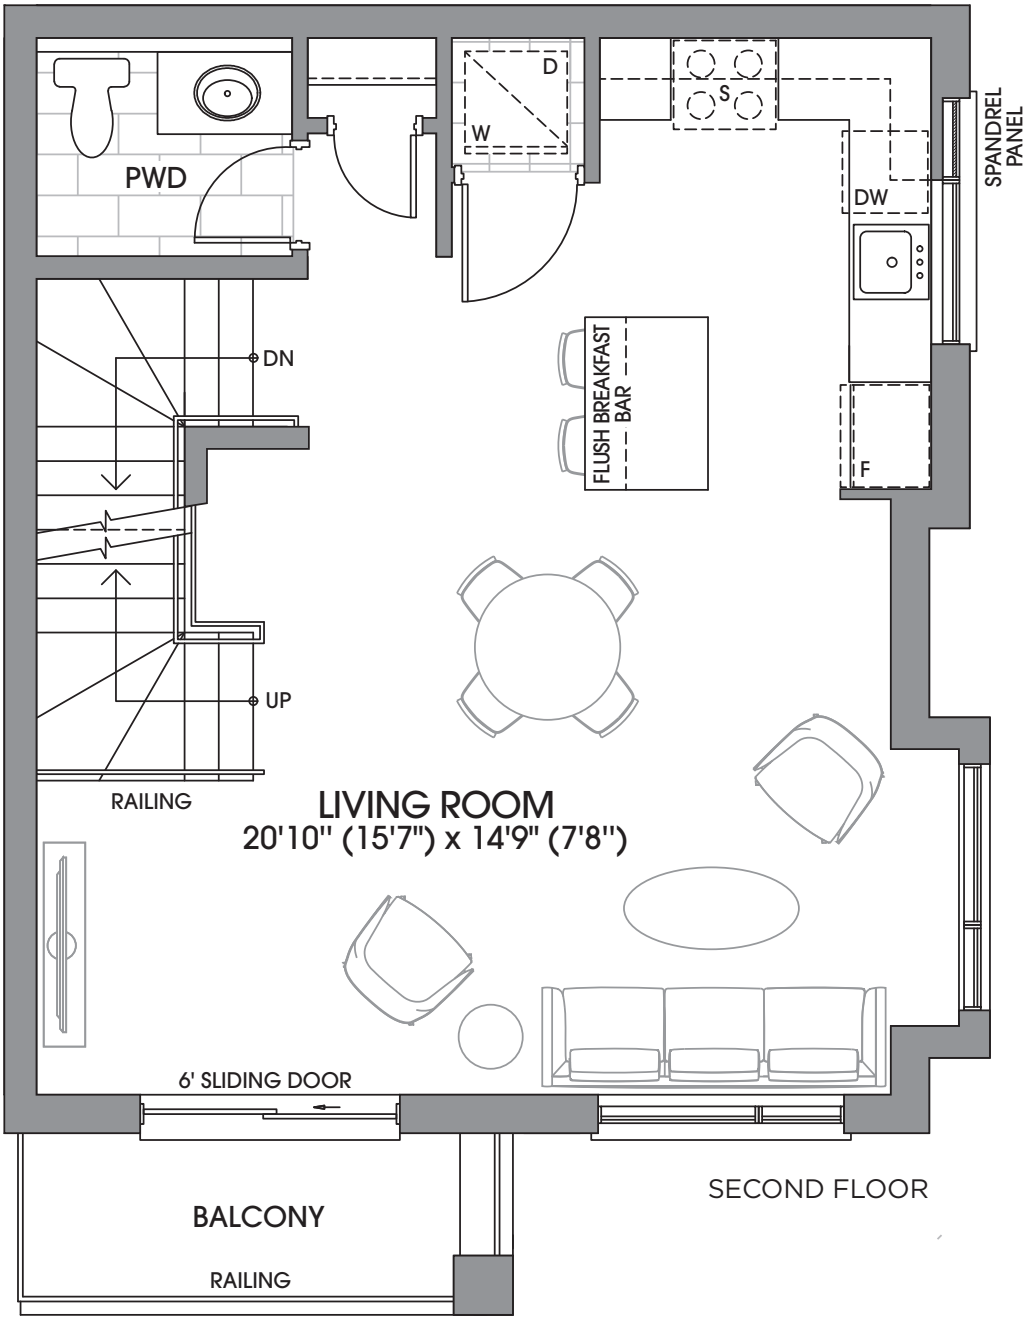 D
W
S
SPANDREL
PANEL
PWD
DW
DN
FLUSH BREAKFAST
BAR
F
UP
RAILING
LIVING ROOM
20'10" (15'7") x 14'9" (7'8")
6' SLIDING DOOR
SECOND FLOOR
BALCONY
RAILING